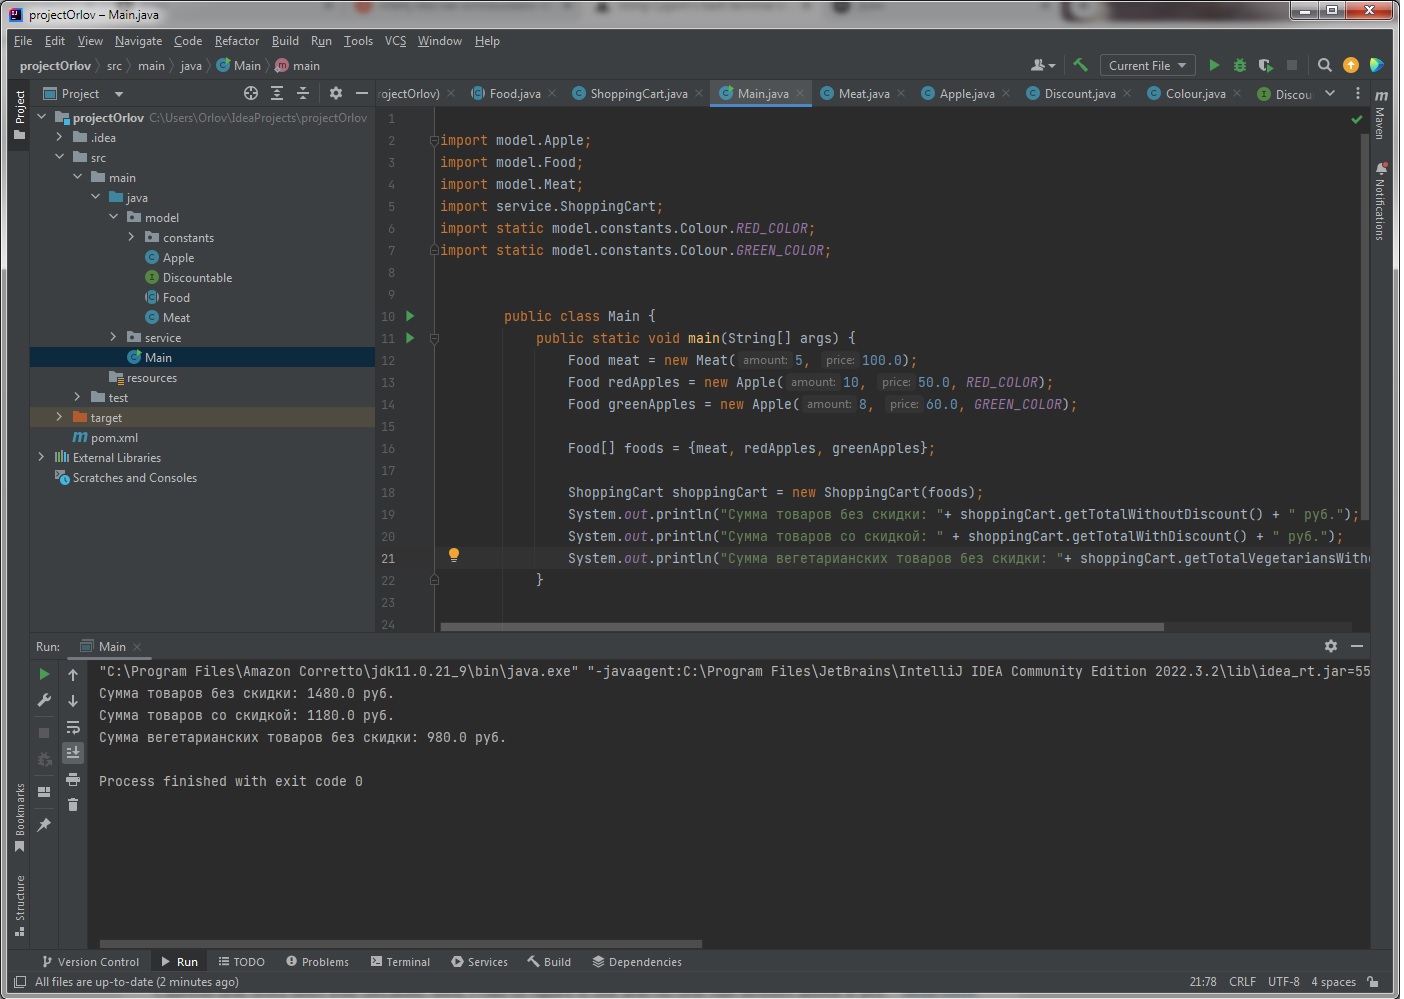 projectOrlov – Main.java
File Edit View Navigate Code Refactor Build Run Tools VCS Window Help
projectOrlov src main java Main main
Current File
Project
rojectOrlov) Food.java ShoppingCart.java Main.java Meat.java Apple.java Discount.java Colour.java Discou
Project
Maven
Notifications
projectOrlov C:\Users\Orlov\IdeaProjects\projectOrlov
.idea
src
main
java
model
constants
Apple
Discountable
Food
Meat
service
Main
resources
test
target
pom.xml
External Libraries
Scratches and Consoles
1
2 import model.Apple;
3 import model.Food;
4 import model.Meat;
5 import service.ShoppingCart;
6 import static model.constants.Colour.RED_COLOR;
7 import static model.constants.Colour.GREEN_COLOR;
8
9
10 public class Main {
11 public static void main(String[] args) {
12 Food meat = new Meat( amount: 5, price: 100.0);
13 Food redApples = new Apple( amount: 10, price: 50.0, RED_COLOR);
14 Food greenApples = new Apple( amount: 8, price: 60.0, GREEN_COLOR);
15
16 Food[] foods = {meat, redApples, greenApples};
17
18 ShoppingCart shoppingCart = new ShoppingCart(foods);
19 System.out.println("Сумма товаров без скидки: "+ shoppingCart.getTotalWithoutDiscount() + " руб.");
20 System.out.println("Сумма товаров со скидкой: " + shoppingCart.getTotalWithDiscount() + " руб.");
21 System.out.println("Сумма вегетарианских товаров без скидки: "+ shoppingCart.getTotalVegetariansWitho
22 }
23
24
Run: Main
"C:\Program Files\Amazon Corretto\jdk11.0.21_9\bin\java.exe" "-javaagent:C:\Program Files\JetBrains\IntelliJ IDEA Community Edition 2022.3.2\lib\idea_rt.jar=55
Сумма товаров без скидки: 1480.0 руб.
Сумма товаров со скидкой: 1180.0 руб.
Сумма вегетарианских товаров без скидки: 980.0 руб.
Process finished with exit code 0
Bookmarks
Structure
Version Control Run TODO Problems Terminal Services Build Dependencies
All files are up-to-date (2 minutes ago)
21:78 CRLF UTF-8 4 spaces